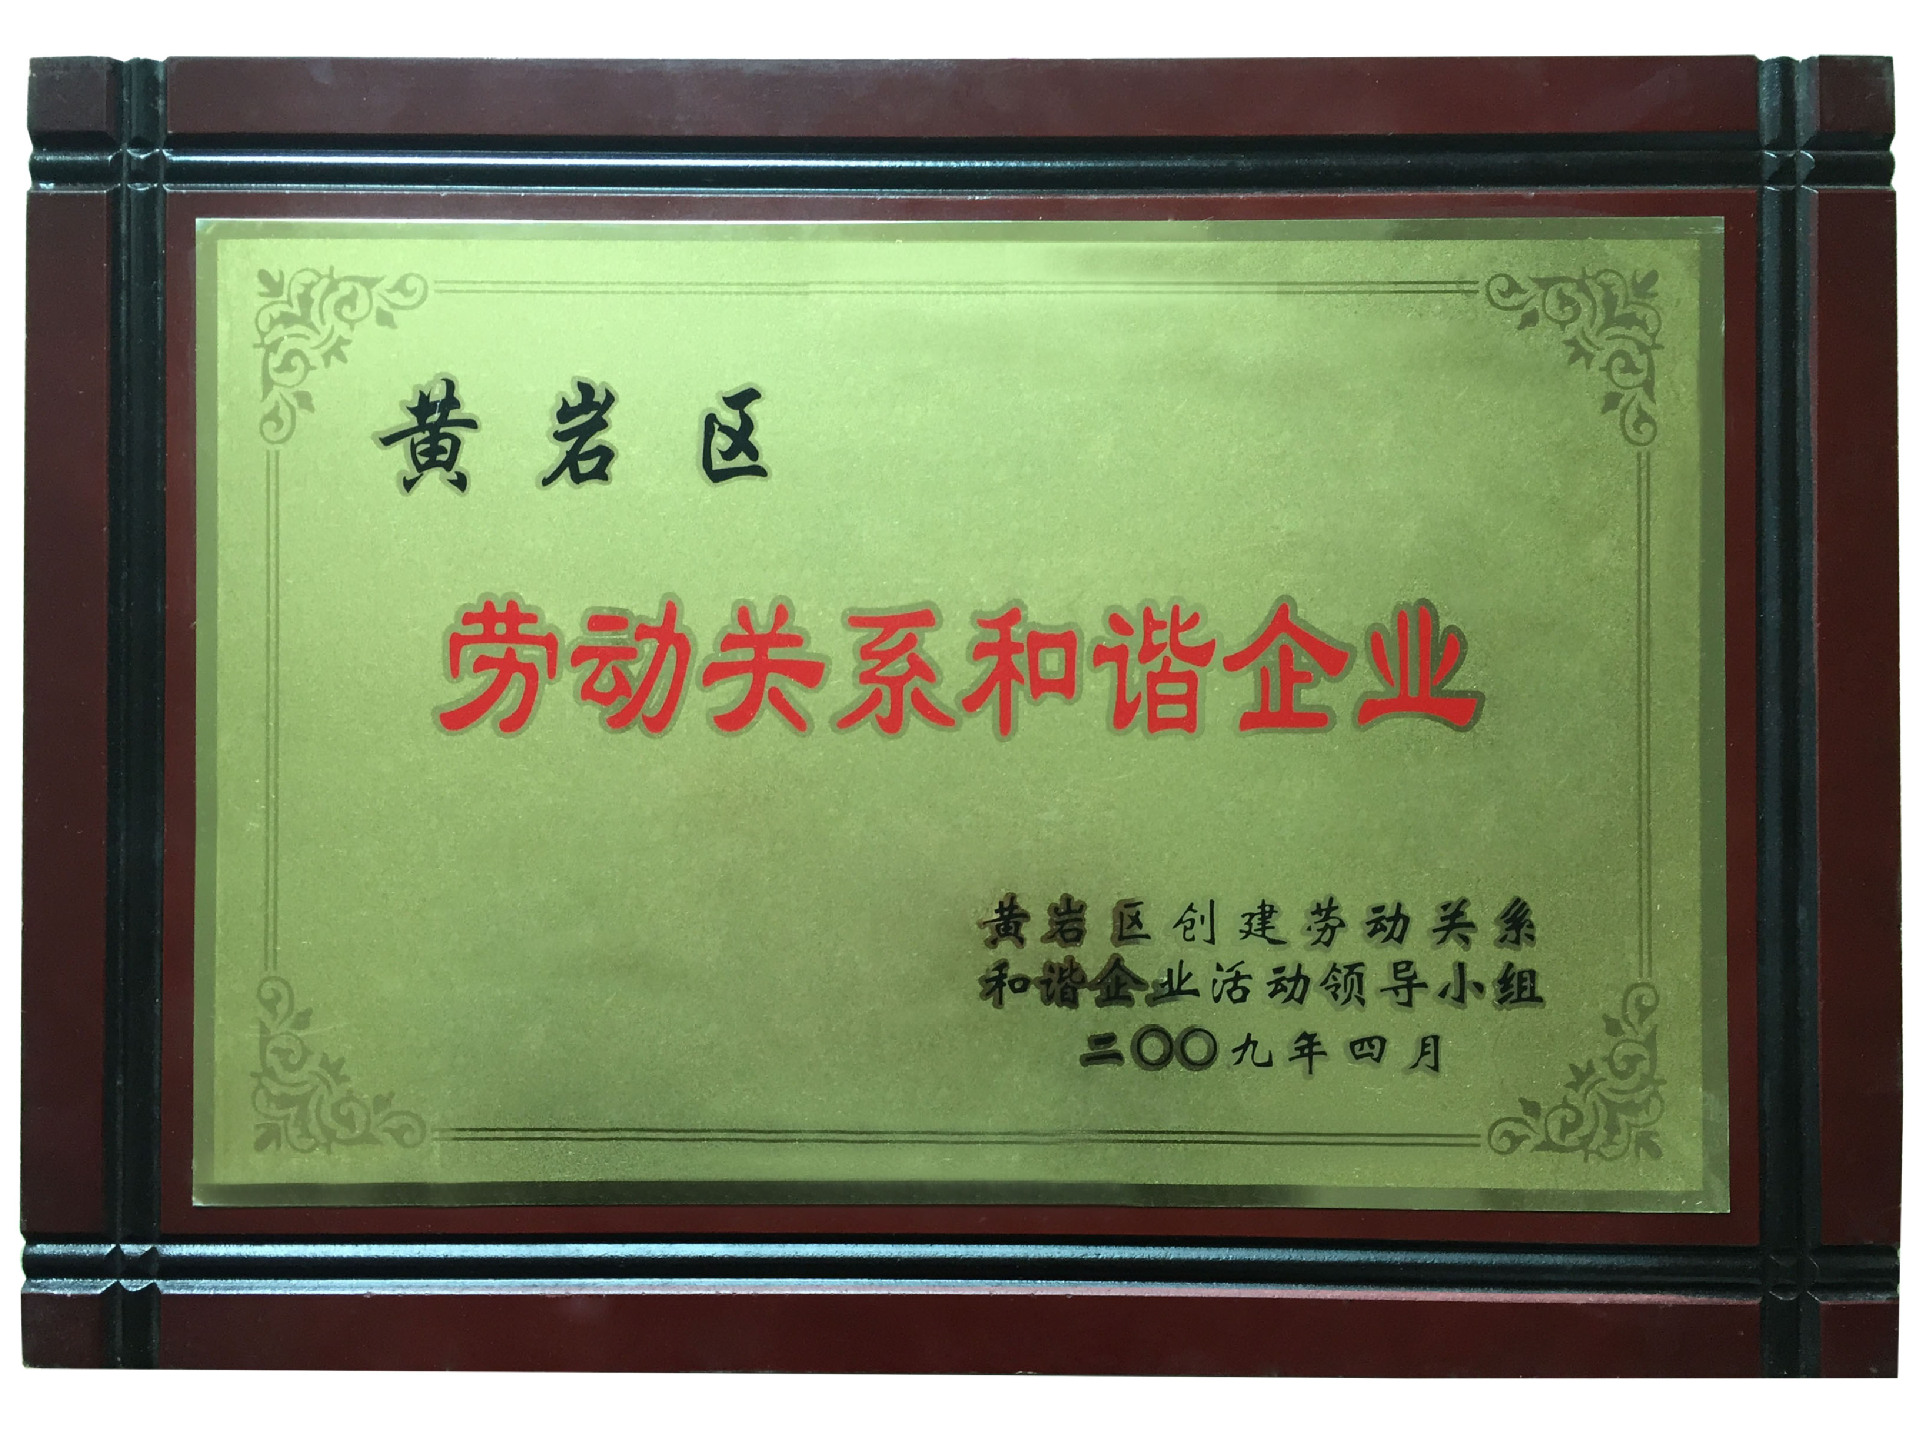 黄岩区
劳动关系和谐企业
黄岩区创建劳动关系
和谐企业活动领导小组
二〇〇九年四月